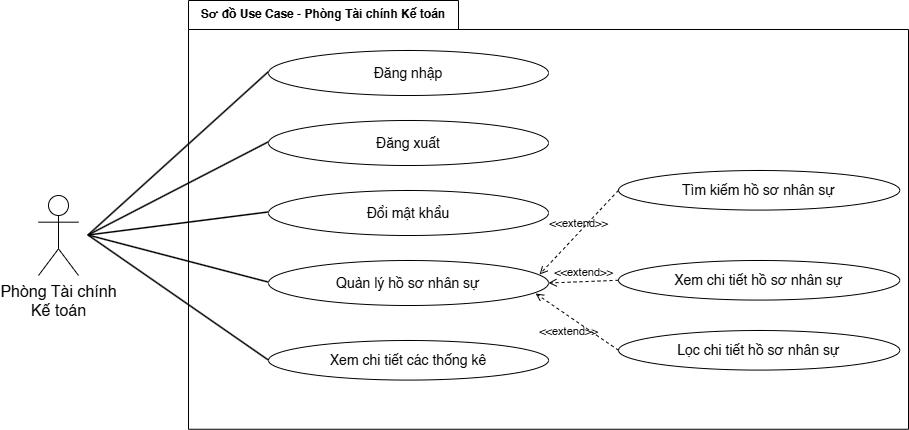 Sơ đồ Use Case - Phòng Tài chính Kế toán
Đăng nhập
Đăng xuất
Đổi mật khẩu
Quản lý hồ sơ nhân sự
Xem chi tiết các thống kê
Tìm kiếm hồ sơ nhân sự
Xem chi tiết hồ sơ nhân sự
Lọc chi tiết hồ sơ nhân sự
<<extend>>
<<extend>>
<<extend>>
Phòng Tài chính
Kế toán